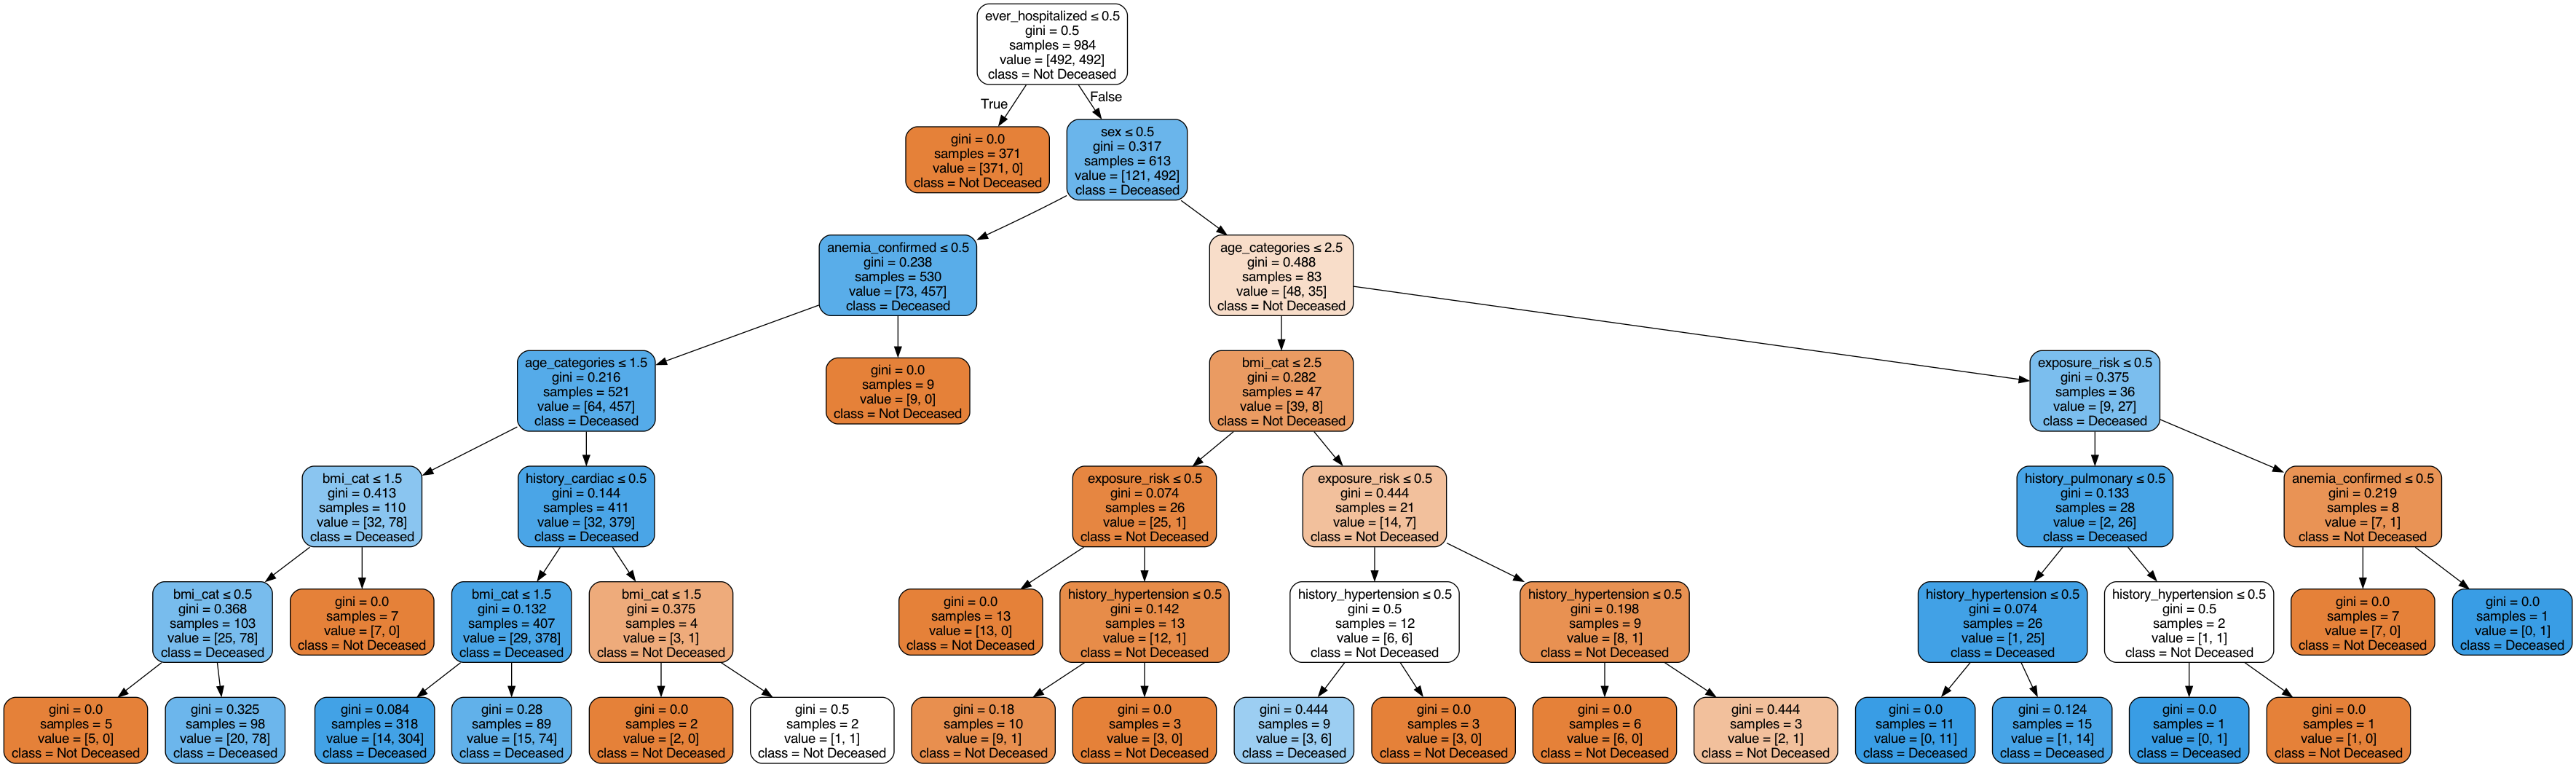 ever_hospitalized ≤ 0.5
gini = 0.5
samples = 984
value = [492, 492]
class = Not Deceased
True
False
gini = 0.0
samples = 371
value = [371, 0]
class = Not Deceased
sex ≤ 0.5
gini = 0.317
samples = 613
value = [121, 492]
class = Deceased
anemia_confirmed ≤ 0.5
gini = 0.238
samples = 530
value = [73, 457]
class = Deceased
age_categories ≤ 2.5
gini = 0.488
samples = 83
value = [48, 35]
class = Not Deceased
age_categories ≤ 1.5
gini = 0.216
samples = 521
value = [64, 457]
class = Deceased
gini = 0.0
samples = 9
value = [9, 0]
class = Not Deceased
bmi_cat ≤ 2.5
gini = 0.282
samples = 47
value = [39, 8]
class = Not Deceased
exposure_risk ≤ 0.5
gini = 0.375
samples = 36
value = [9, 27]
class = Deceased
bmi_cat ≤ 1.5
gini = 0.413
samples = 110
value = [32, 78]
class = Deceased
history_cardiac ≤ 0.5
gini = 0.144
samples = 411
value = [32, 379]
class = Deceased
exposure_risk ≤ 0.5
gini = 0.074
samples = 26
value = [25, 1]
class = Not Deceased
exposure_risk ≤ 0.5
gini = 0.444
samples = 21
value = [14, 7]
class = Not Deceased
history_pulmonary ≤ 0.5
gini = 0.133
samples = 28
value = [2, 26]
class = Deceased
anemia_confirmed ≤ 0.5
gini = 0.219
samples = 8
value = [7, 1]
class = Not Deceased
bmi_cat ≤ 0.5
gini = 0.368
samples = 103
value = [25, 78]
class = Deceased
gini = 0.0
samples = 7
value = [7, 0]
class = Not Deceased
bmi_cat ≤ 1.5
gini = 0.132
samples = 407
value = [29, 378]
class = Deceased
bmi_cat ≤ 1.5
gini = 0.375
samples = 4
value = [3, 1]
class = Not Deceased
gini = 0.0
samples = 13
value = [13, 0]
class = Not Deceased
history_hypertension ≤ 0.5
gini = 0.142
samples = 13
value = [12, 1]
class = Not Deceased
history_hypertension ≤ 0.5
gini = 0.5
samples = 12
value = [6, 6]
class = Not Deceased
history_hypertension ≤ 0.5
gini = 0.198
samples = 9
value = [8, 1]
class = Not Deceased
history_hypertension ≤ 0.5
gini = 0.074
samples = 26
value = [1, 25]
class = Deceased
history_hypertension ≤ 0.5
gini = 0.5
samples = 2
value = [1, 1]
class = Not Deceased
gini = 0.0
samples = 7
value = [7, 0]
class = Not Deceased
gini = 0.0
samples = 1
value = [0, 1]
class = Deceased
gini = 0.0
samples = 5
value = [5, 0]
class = Not Deceased
gini = 0.325
samples = 98
value = [20, 78]
class = Deceased
gini = 0.084
samples = 318
value = [14, 304]
class = Deceased
gini = 0.28
samples = 89
value = [15, 74]
class = Deceased
gini = 0.0
samples = 2
value = [2, 0]
class = Not Deceased
gini = 0.5
samples = 2
value = [1, 1]
class = Not Deceased
gini = 0.18
samples = 10
value = [9, 1]
class = Not Deceased
gini = 0.0
samples = 3
value = [3, 0]
class = Not Deceased
gini = 0.444
samples = 9
value = [3, 6]
class = Deceased
gini = 0.0
samples = 3
value = [3, 0]
class = Not Deceased
gini = 0.0
samples = 6
value = [6, 0]
class = Not Deceased
gini = 0.444
samples = 3
value = [2, 1]
class = Not Deceased
gini = 0.0
samples = 11
value = [0, 11]
class = Deceased
gini = 0.124
samples = 15
value = [1, 14]
class = Deceased
gini = 0.0
samples = 1
value = [0, 1]
class = Deceased
gini = 0.0
samples = 1
value = [1, 0]
class = Not Deceased